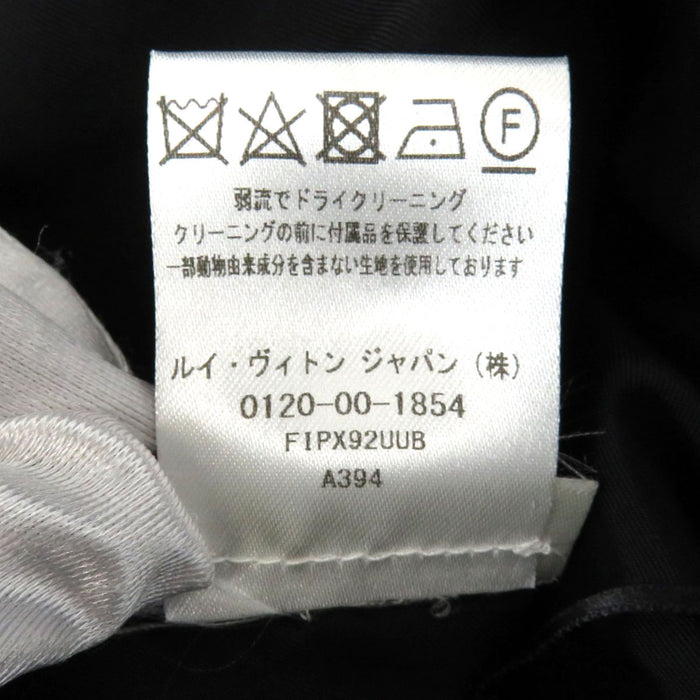 F
弱流でドライクリーニング
クリーニングの前に付属品を保護してください
一部動物由来成分を含まない生地を使用しております
ルイ・ヴィトン ジャパン (株)
0120-00-1854
FIPX92UUB
A394